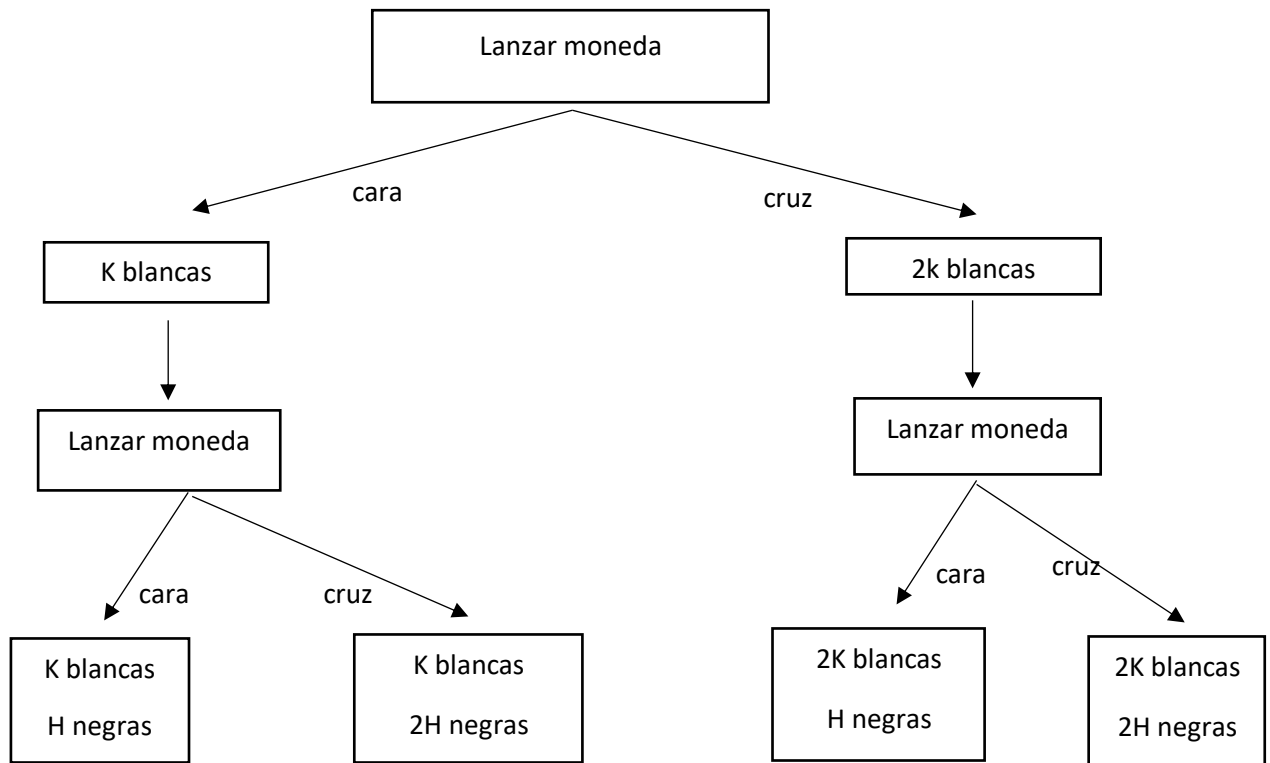 Lanzar moneda
cara
cruz
K blancas
2k blancas
Lanzar moneda
Lanzar moneda
cara
cruz
cara
cruz
K blancas
H negras
K blancas
2H negras
2K blancas
H negras
2K blancas
2H negras